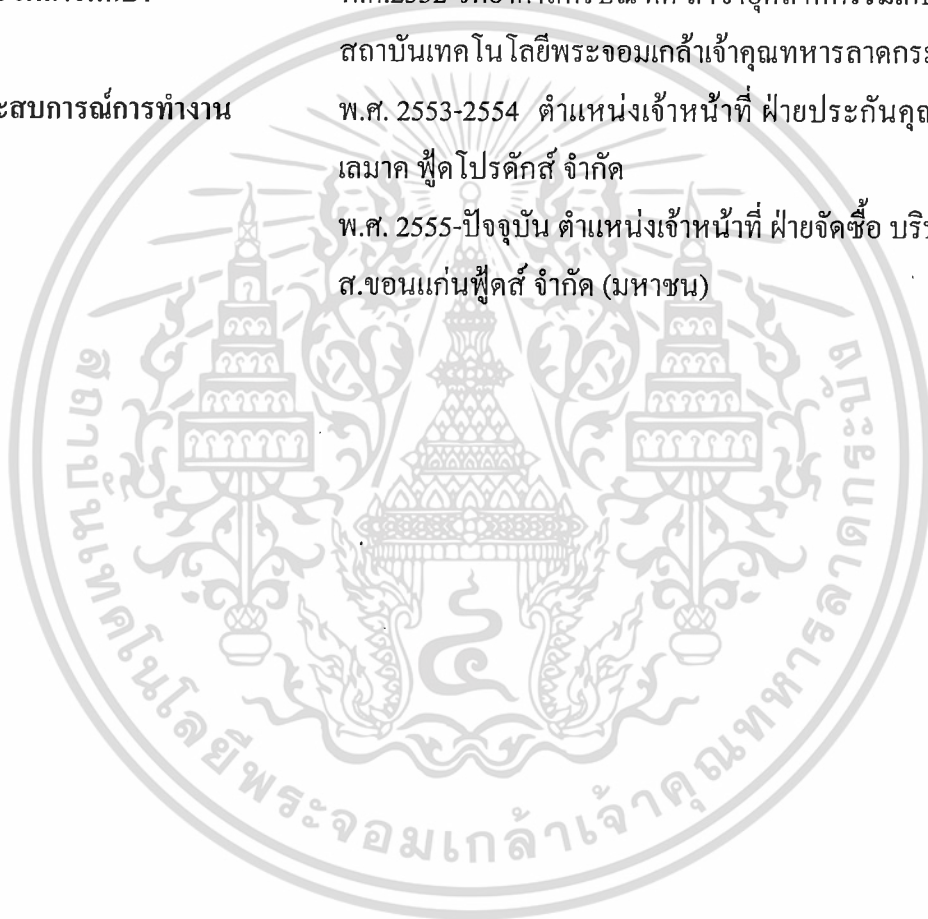 สถาบันเทคโนโลยีพระจอมเกล้าเจ้าคุณทหารลาดกระ
ะสบการณ์การทำงาน พ.ศ. 2553-2554 ตำแหน่งเจ้าหน้าที่ ฝ่ายประกันคุณ
เลมาค ฟู้ดโปรดักส์ จำกัด
พ.ศ. 2555-ปัจจุบัน ตำแหน่งเจ้าหน้าที่ ฝ่ายจัดซื้อ บริษ
ส.ขอนแก่นฟู้ดส์ จำกัด (มหาชน)
สถาบันเทคโนโลยีพระจอมเกล้าเจ้าคุณทหารลาดกระบัง